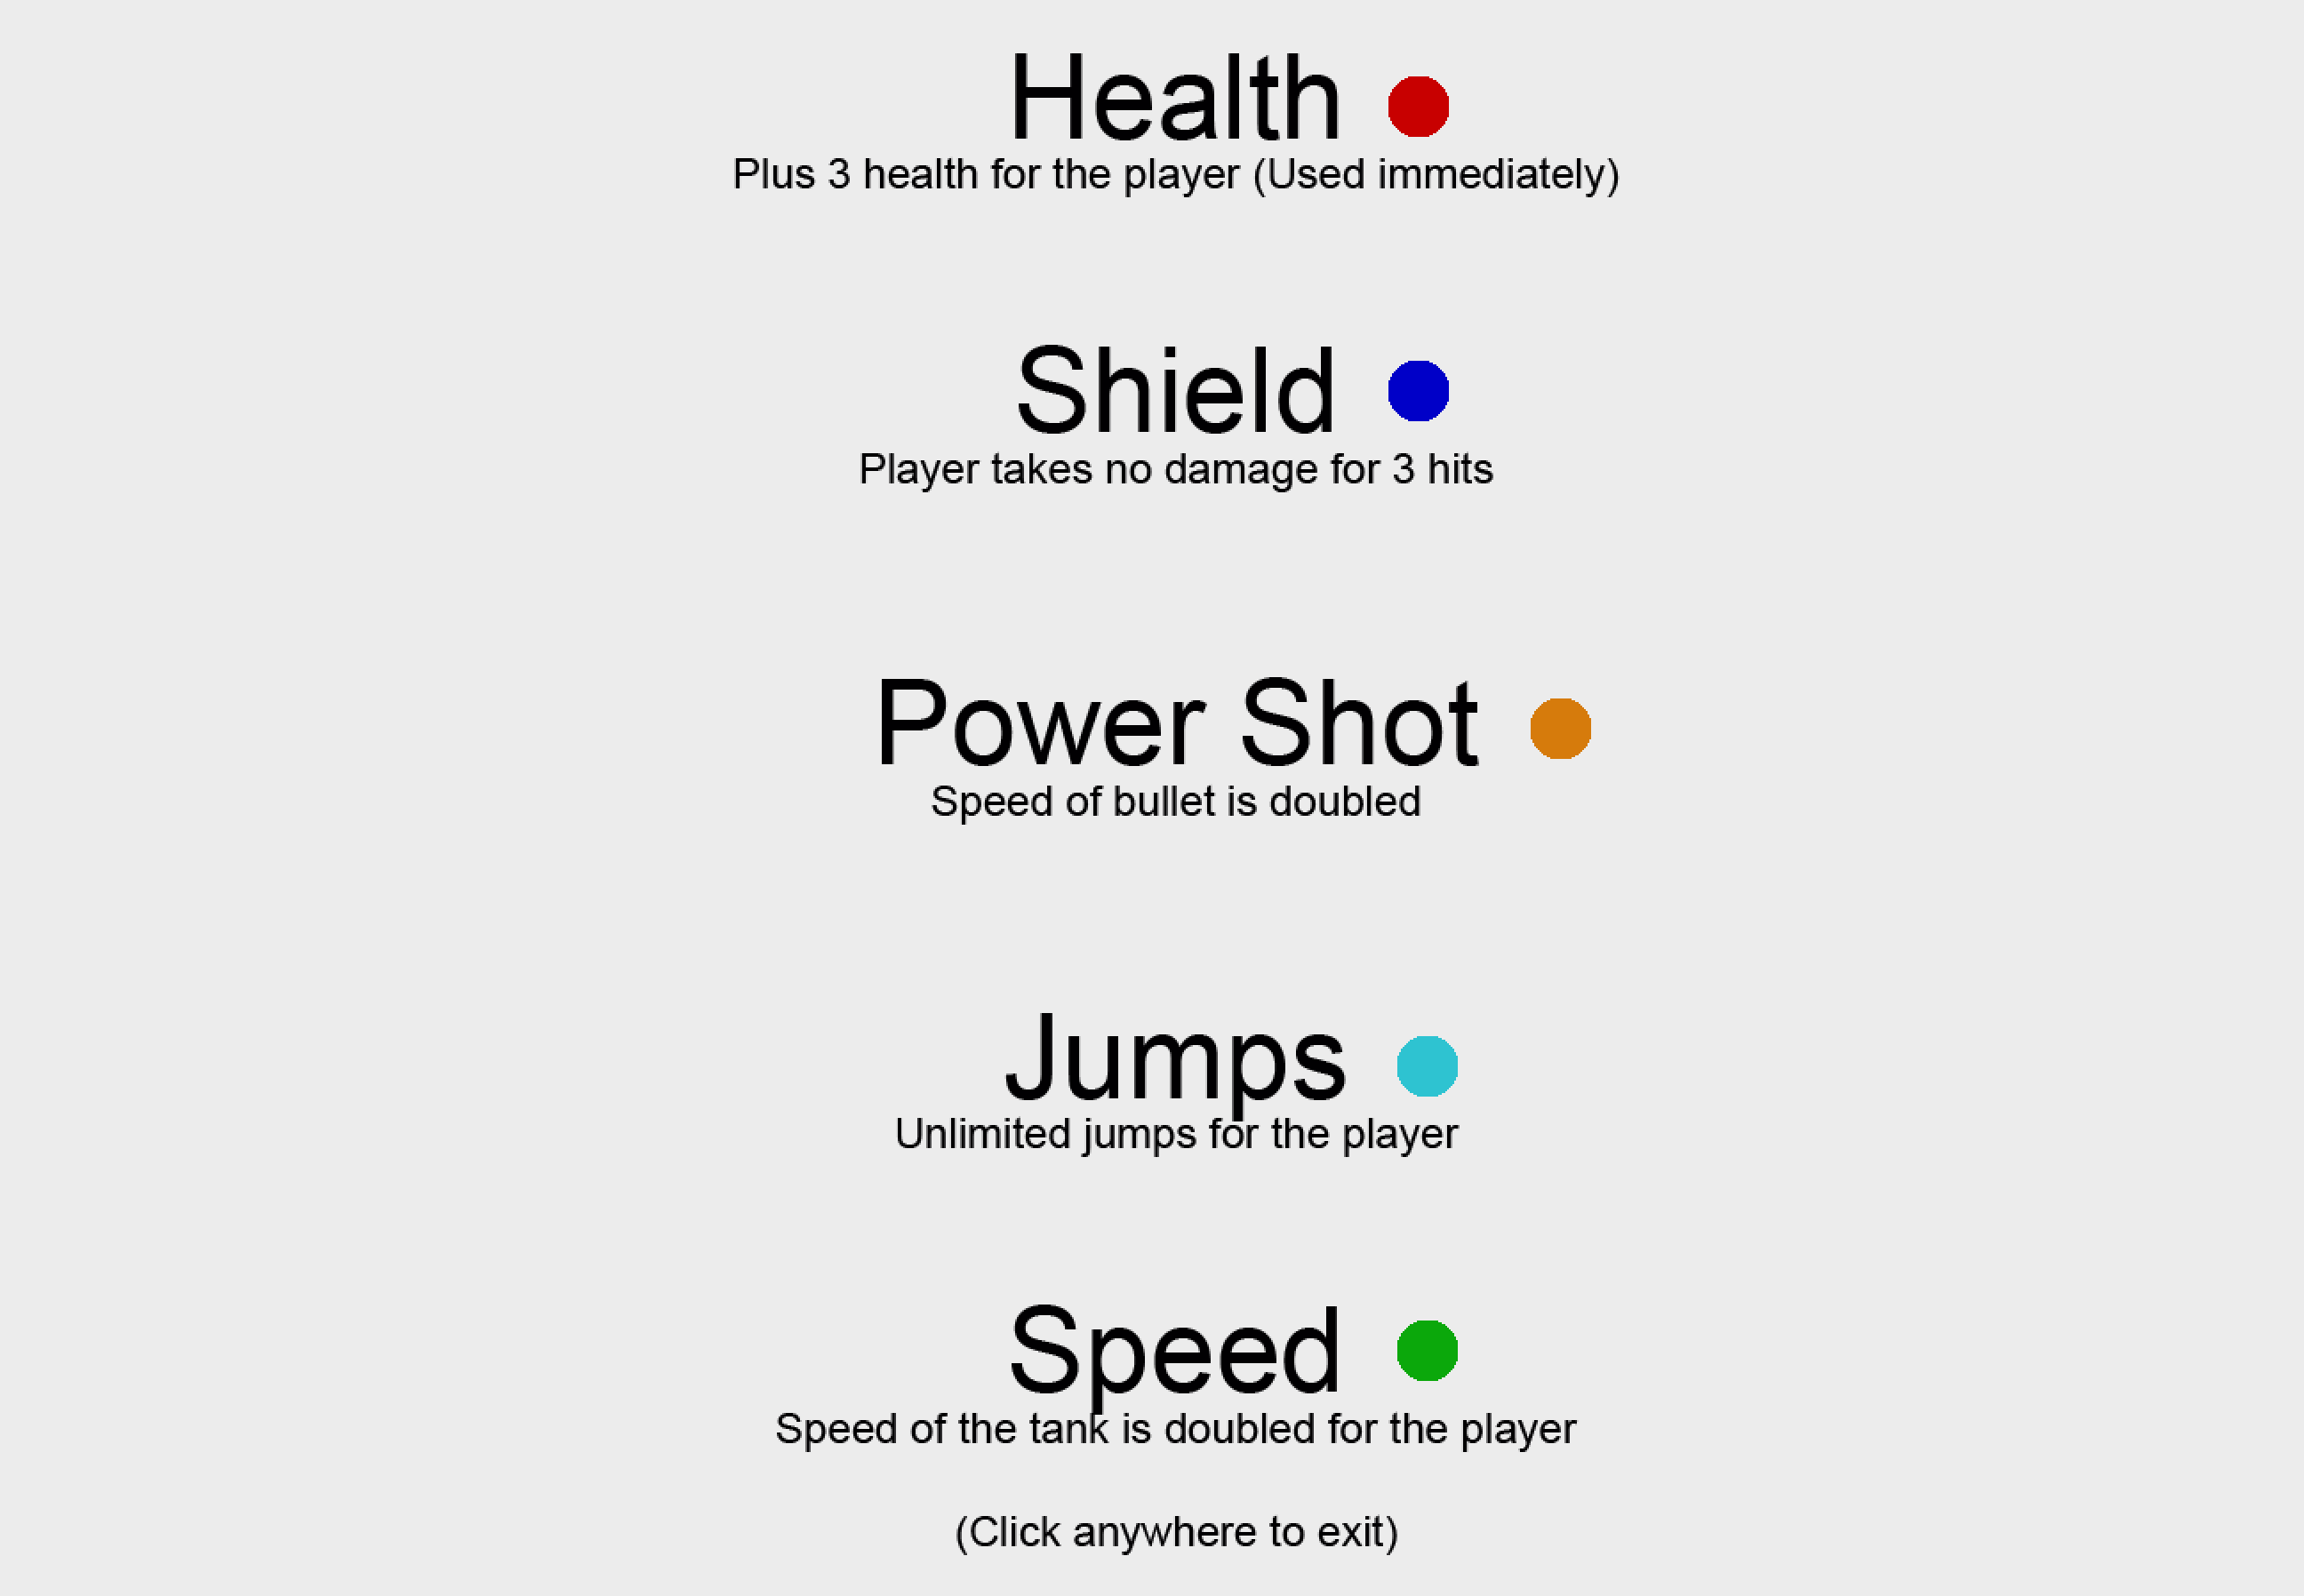 Health
Plus 3 health for the player (Used immediately)
Shield
Player takes no damage for 3 hits
Power Shot
Speed of bullet is doubled
Jumps
Unlimited jumps for the player
Speed
Speed of the tank is doubled for the player
(Click anywhere to exit)